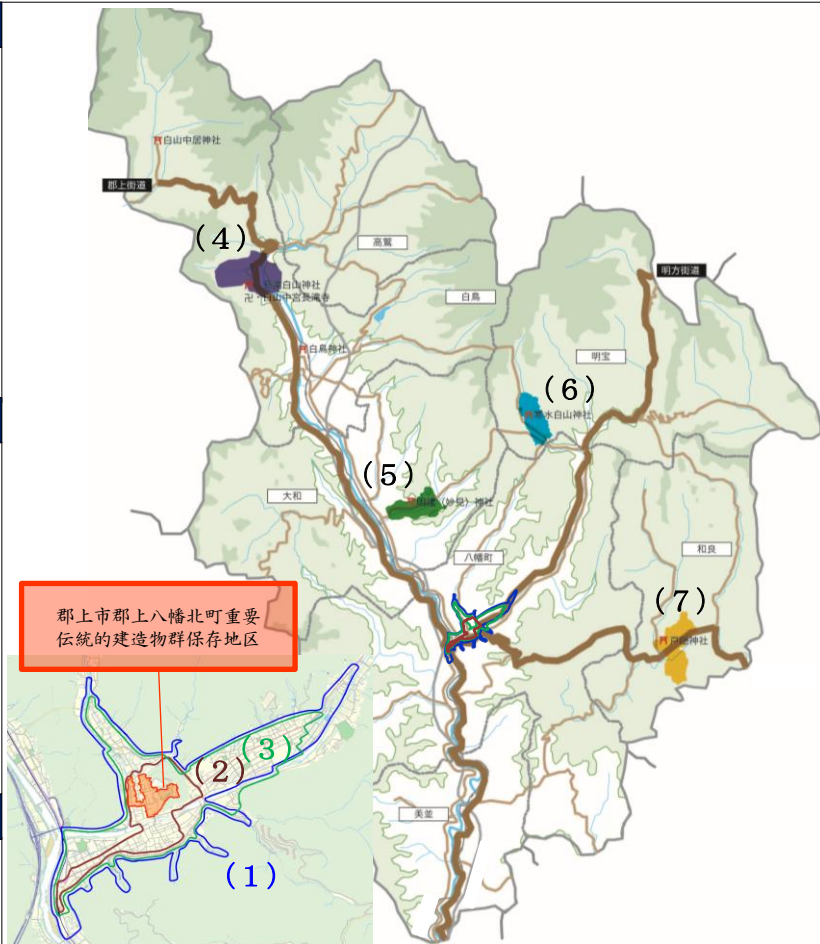 白山中居神社
郡上街道
(4)
高鷲
明方街道
白山神社
白山中宮長滝寺
白鳥
白鳥神社
明宝
(6)
寒水白山神社
(5)
大和
(妙見)神社
八幡町
和良
(7)
戸隠神社
郡上市郡上八幡北町重要
伝統的建造物群保存地区
(3)
(2)
(1)
美並